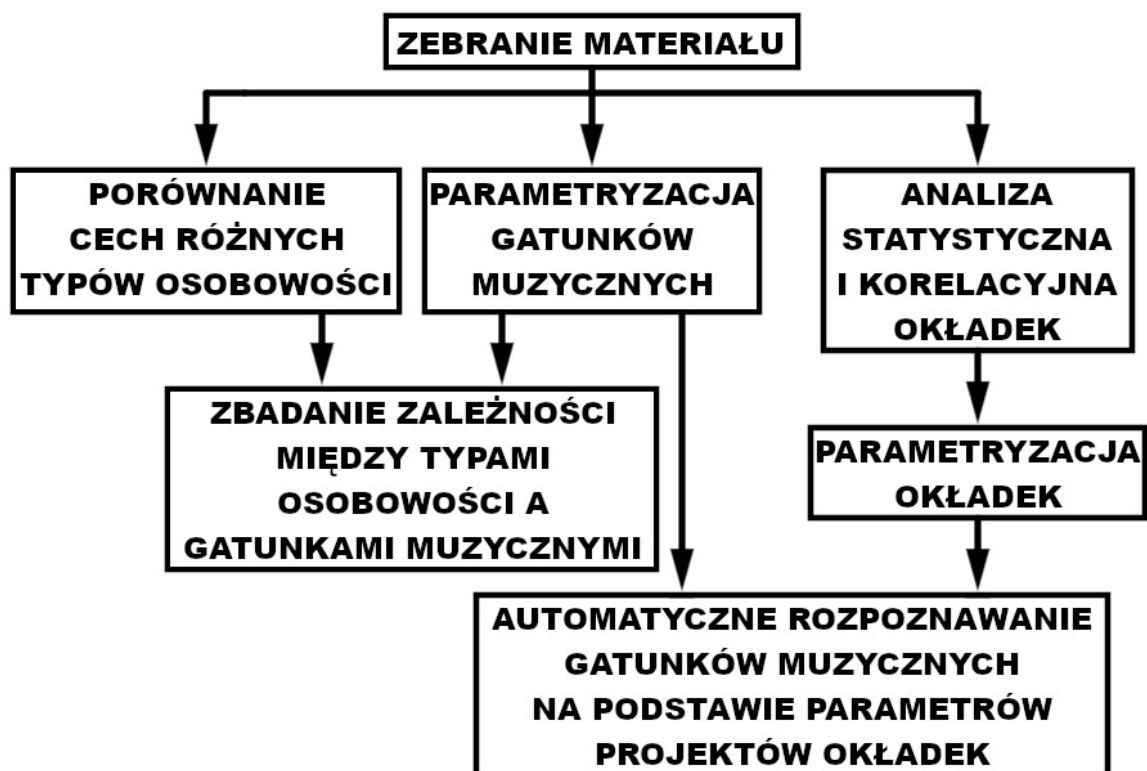 ZEBRANIE MATERIAŁU
PORÓWNANIE
CECH RÓŻNYCH
TYPÓW OSOBOWOŚCI
PARAMETRYZACJA
GATUNKÓW
MUZYCZNYCH
ANALIZA
STATYSTYCZNA
I KORELACYJNA
OKŁADEK
ZBADANIE ZALEŻNOŚCI
MIĘDZY TYPAMI
OSOBOWOŚCI A
GATUNKAMI MUZYCZNYMI
PARAMETRYZACJA
OKŁADEK
AUTOMATYCZNE ROZPOZNAWANIE
GATUNKÓW MUZYCZNYCH
NA PODSTAWIE PARAMETRÓW
PROJEKTÓW OKŁADEK